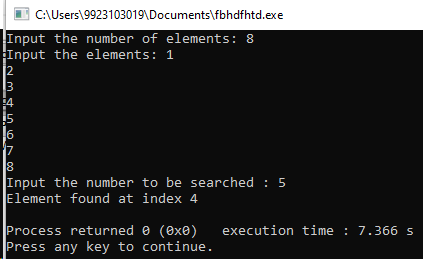 C:\Users\9923103019\Documents\fbhdfhtd.exe
Input the number of elements: 8
Input the elements: 1
2
3
4
5
6
7
8
Input the number to be searched : 5
Element found at index 4
Process returned 0 (0x0)   execution time : 7.366 s
Press any key to continue.